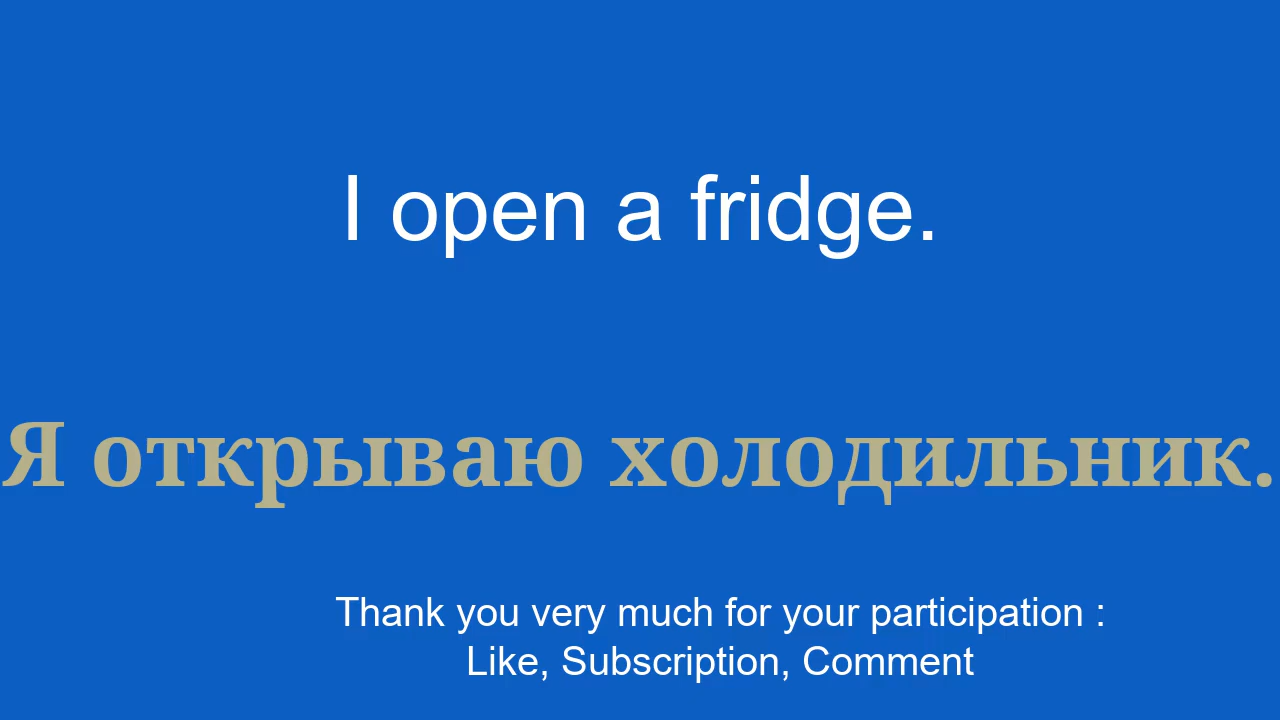 I open a fridge.
Я открываю холодильник.
Thank you very much for your participation :
Like, Subscription, Comment